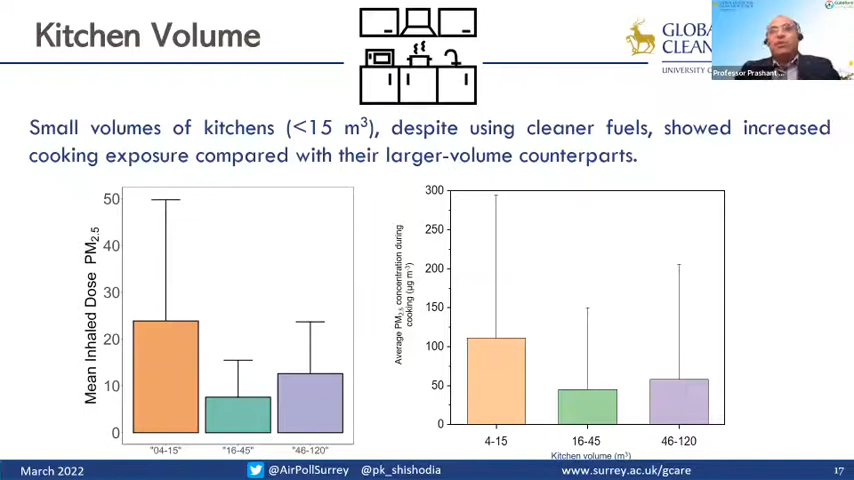 Kitchen Volume
GLOBAL
CLEAN
UNIVERSITY O
Professor Prashant ...
Small volumes of kitchens (<15 m³), despite using cleaner fuels, showed increased
cooking exposure compared with their larger-volume counterparts.
Mean Inhaled Dose PM2.5
50
40
30
20
10
0
"04-15"
"16-45"
"46-120"
Average PM2.5 concentration during
cooking (µg m-3)
300
250
200
150
100
50
0
4-15
16-45
46-120
Kitchen volume (m³)
March 2022
@AirPollSurrey @pk_shishodia
www.surrey.ac.uk/gcare
17